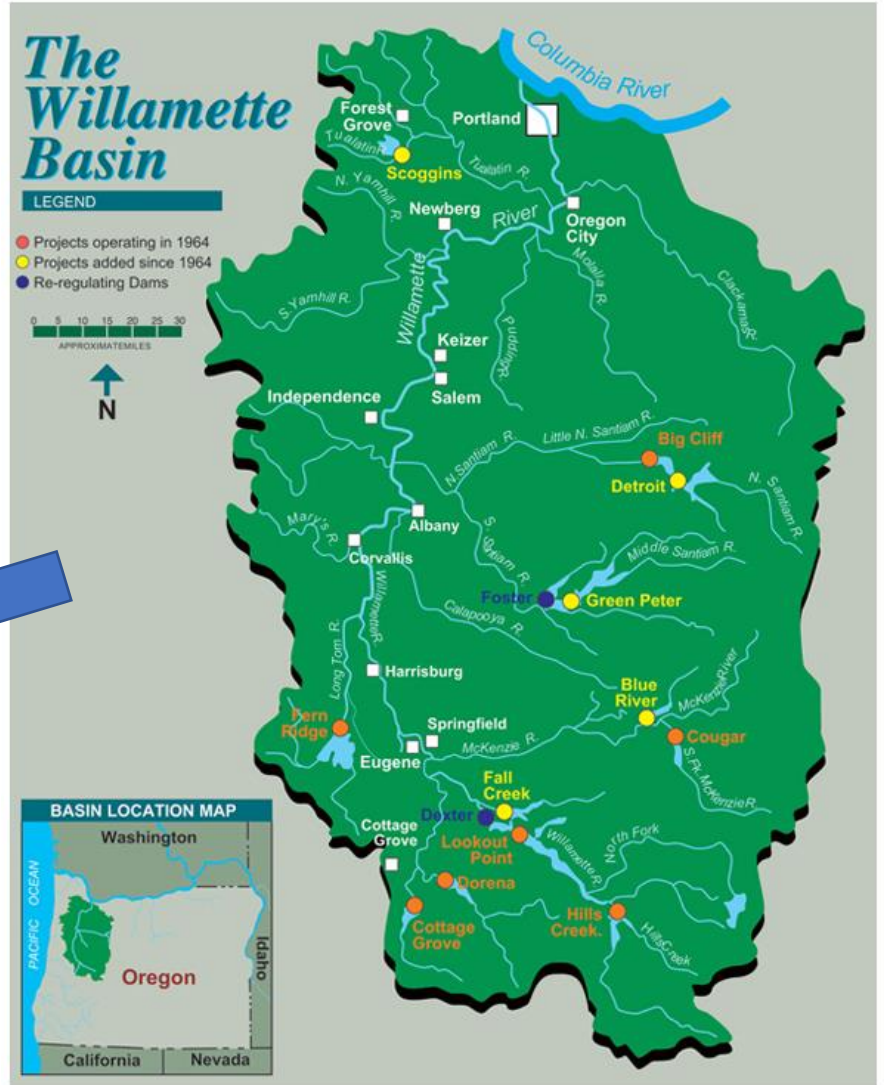 The
Willamette
Basin
LEGEND
Projects operating in 1964
Projects added since 1964
Re-regulating Dams
0 5 10 15 20 25 30
APPROXIMATEMILES
N
Columbia River
Forest
Grove
Portland
Tualatin R.
Scoggins
Tualatin R.
N. Yamhill R.
Newberg
River
Oregon
City
Willamette
Molalla R.
Clackamas R.
S.Yamhill R.
Pudding R.
Keizer
Salem
Independence
Little N. Santiam R.
Big Cliff
N.Santiam R.
Detroit
N. Santiam R.
Albany
Mary's R.
Corvallis
S. Santiam R.
Middle Santiam R.
Willamette R.
Foster
Green Peter
Calapooya R.
Long Tom R.
Harrisburg
Blue
River
McKenzie River
Fern
Ridge
Springfield
McKenzie R.
Cougar
Eugene
S.Fk. McKenzie R.
Fall
Creek
Dexter
Cottage
Grove
Lookout
Point
Willamette R.
North Fork
Dorena
Cottage
Grove
Hills
Creek.
Hills Creek
BASIN LOCATION MAP
Washington
PACIFIC OCEAN
Oregon
Idaho
California
Nevada